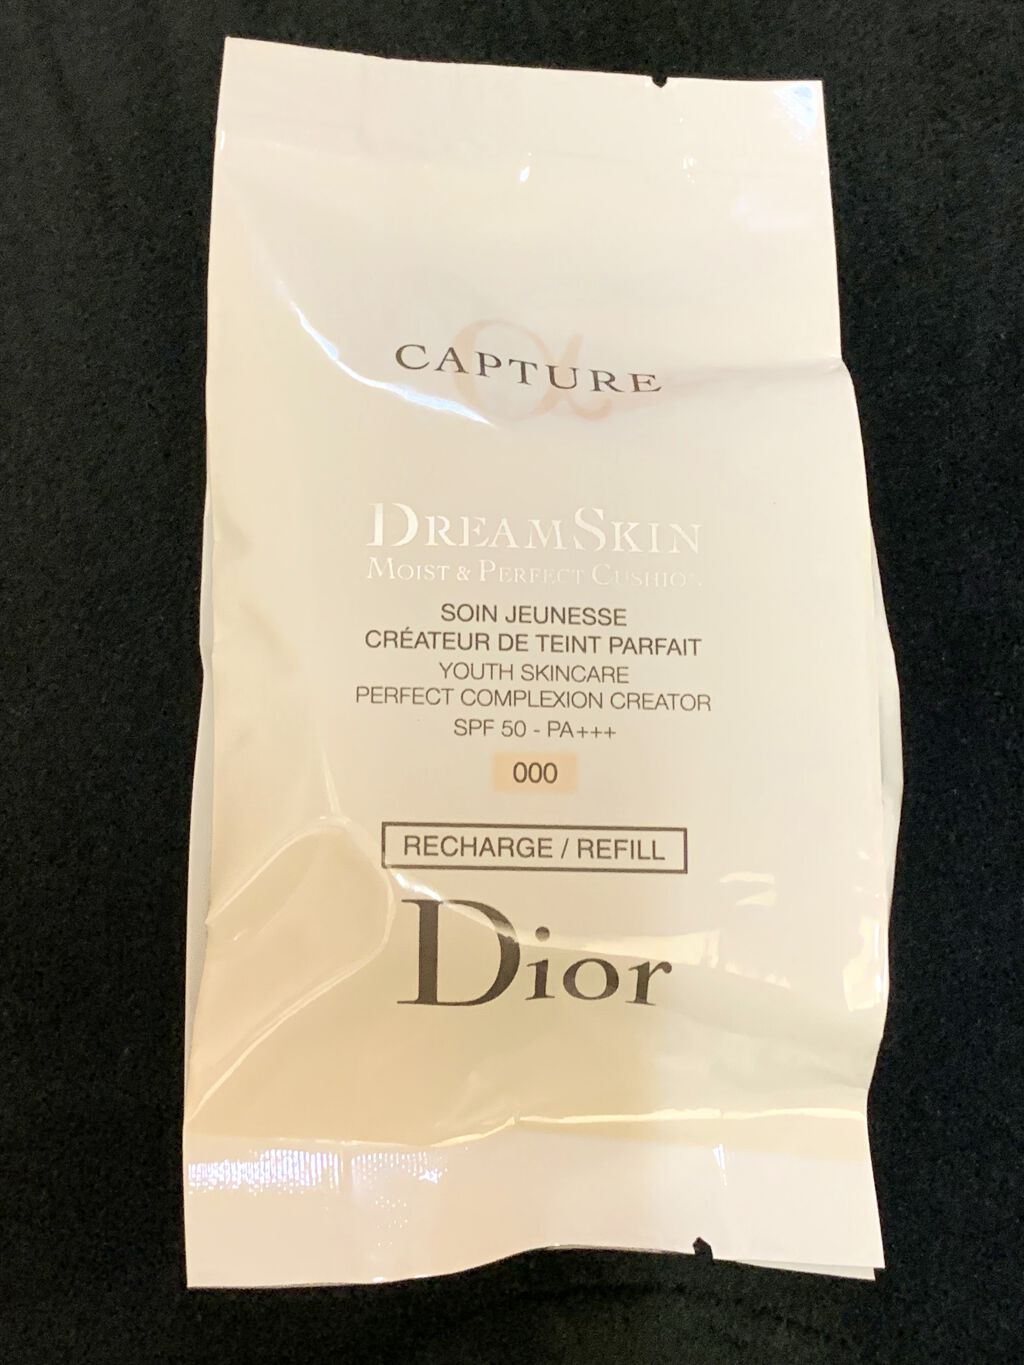 CAPTURE
DREAMSKIN
MOIST & PERFECT CUSHION
SOIN JEUNESSE
CRÉATEUR DE TEINT PARFAIT
YOUTH SKINCARE
PERFECT COMPLEXION CREATOR
SPF 50 - PA+++
000
RECHARGE / REFILL
Dior